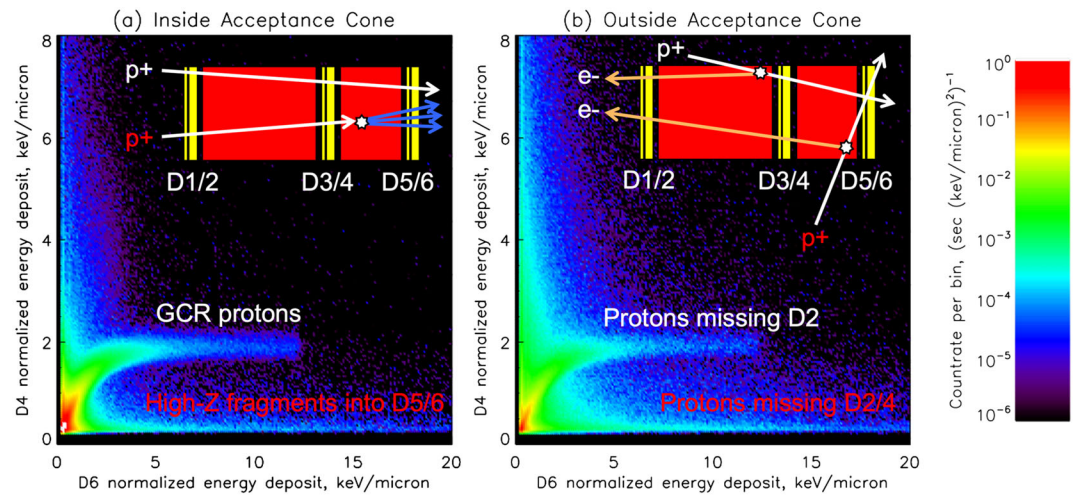 (a) Inside Acceptance Cone
(b) Outside Acceptance Cone
8
6
4
2
0
D4 normalized energy deposit, keV/micron
p+
p+
D1/2
D3/4
D5/6
GCR protons
High-Z fragments into D5/6
0
5
10
15
20
D6 normalized energy deposit, keV/micron
8
6
4
2
0
D4 normalized energy deposit, keV/micron
p+
e-
e-
D1/2
D3/4
D5/6
p+
Protons missing D2
Protons missing D2/4
0
5
10
15
20
D6 normalized energy deposit, keV/micron
10⁰
10⁻¹
10⁻²
10⁻³
10⁻⁴
10⁻⁵
10⁻⁶
Countrate per bin, (sec (keV/micron)²)⁻¹